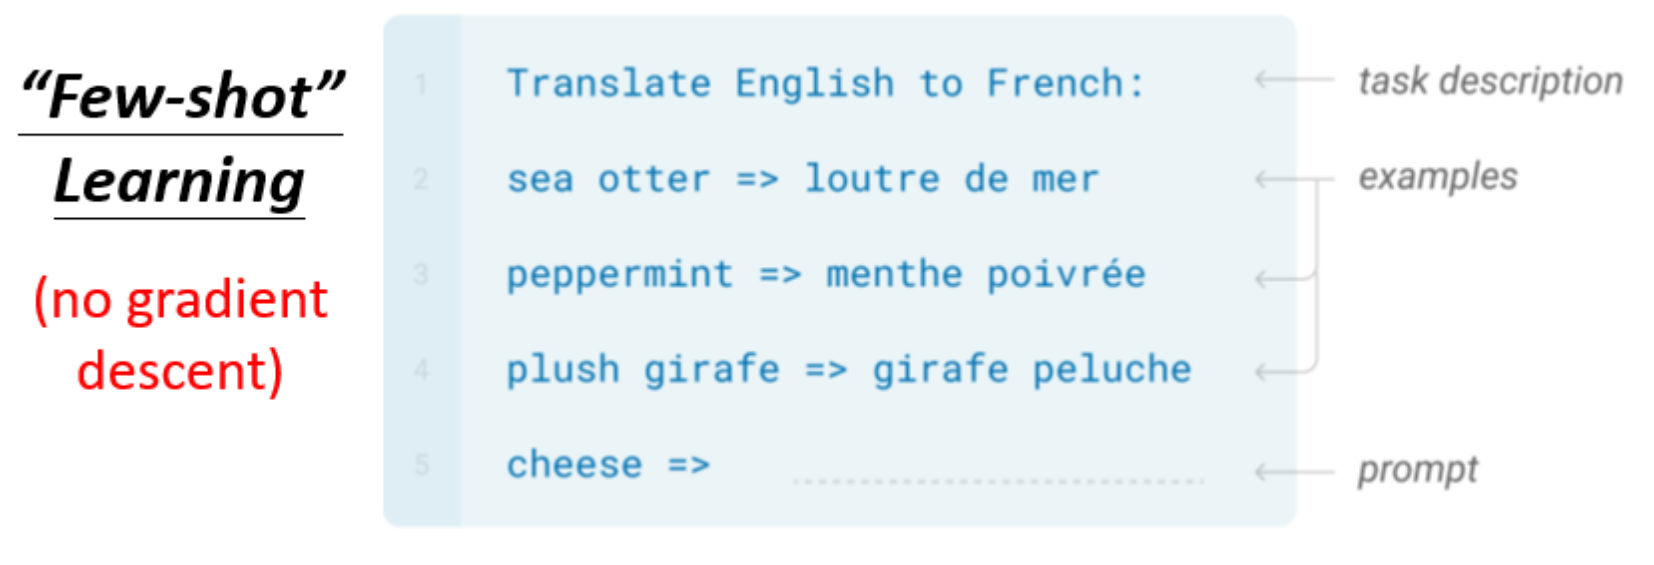 “Few-shot”
Learning
(no gradient
descent)
1 Translate English to French: task description
2 sea otter => loutre de mer examples
3 peppermint => menthe poivrée
4 plush girafe => girafe peluche
5 cheese => prompt